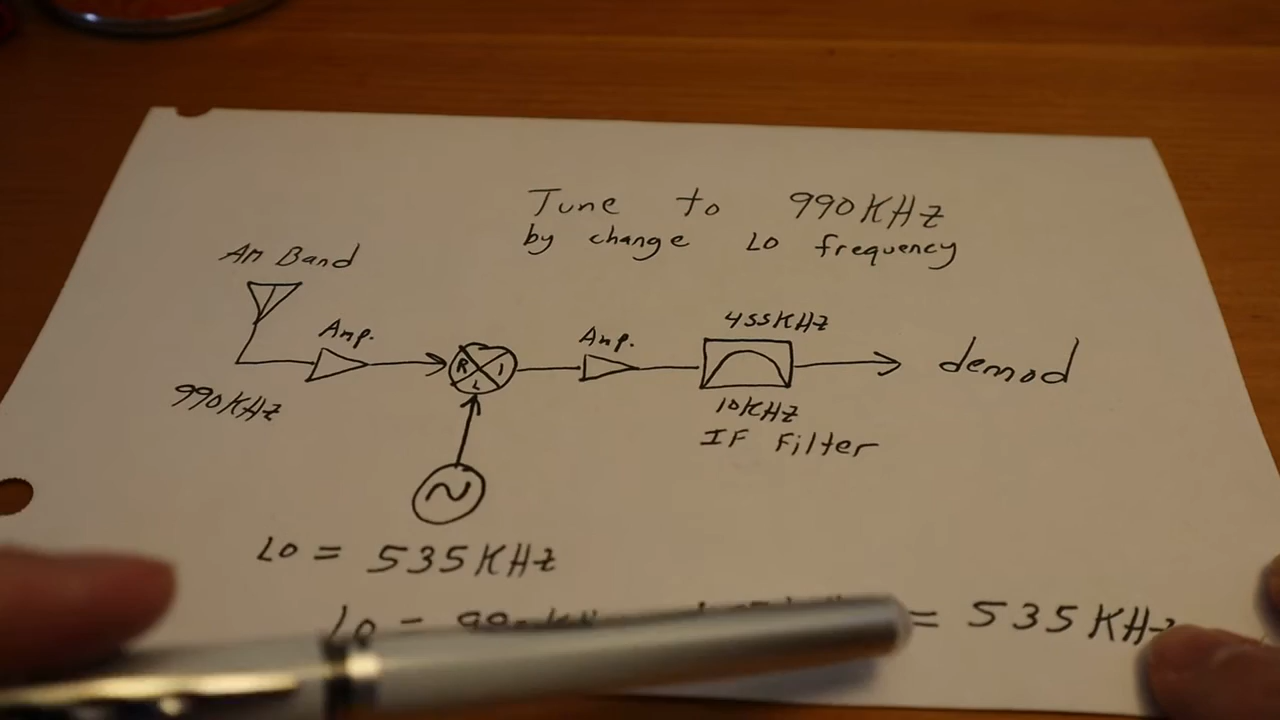 Tune to 990KHz
by change LO frequency
Am Band
Amp.
990KHz
R
I
L
Amp.
455KHz
10KHz
IF Filter
demod
LO = 535KHz
LO = = 535KHz